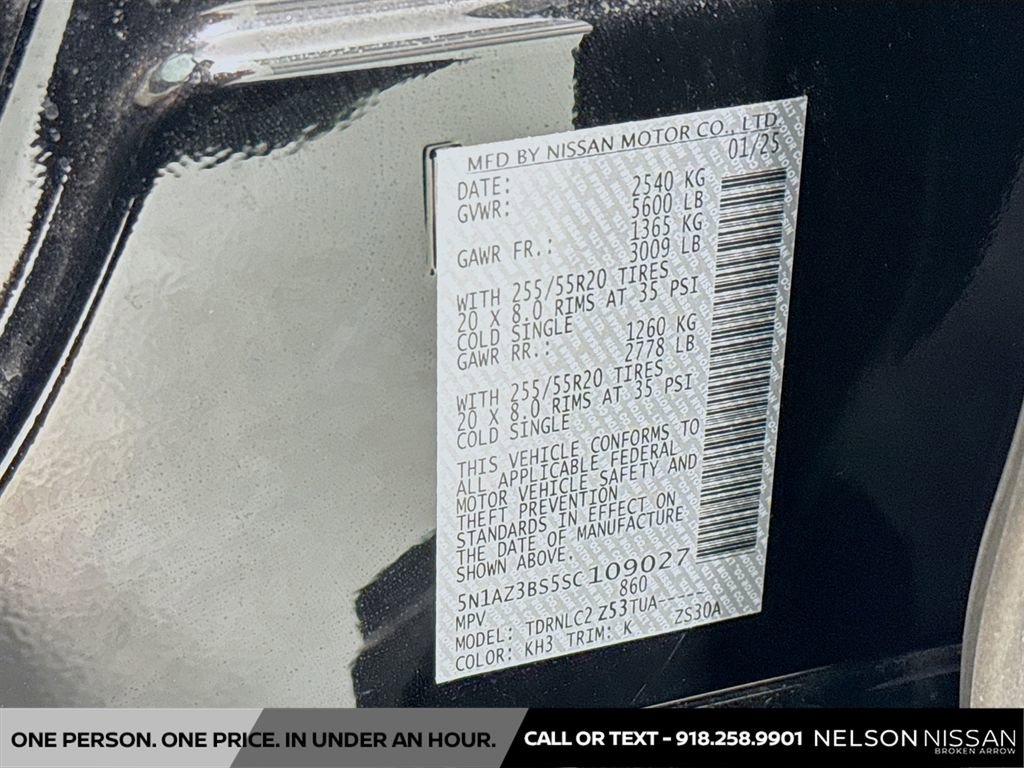 MFD BY NISSAN MOTOR CO., LTD.
DATE: 01/25
GVWR: 2540 KG
5600 LB
GAWR FR.: 1365 KG
3009 LB
WITH 255/55R20 TIRES
20 X 8.0 RIMS AT 35 PSI
COLD SINGLE
GAWR RR.: 1260 KG
2778 LB
WITH 255/55R20 TIRES
20 X 8.0 RIMS AT 35 PSI
COLD SINGLE
THIS VEHICLE CONFORMS TO
ALL APPLICABLE FEDERAL
MOTOR VEHICLE SAFETY AND
THEFT PREVENTION
STANDARDS IN EFFECT ON
THE DATE OF MANUFACTURE
SHOWN ABOVE.
5N1AZ3BS5SC109027
MPV 860
MODEL: TDRNLC2Z53TUA-----
COLOR: KH3 TRIM: K ZS30A
ONE PERSON. ONE PRICE. IN UNDER AN HOUR.
CALL OR TEXT - 918.258.9901
NELSON NISSAN
BROKEN ARROW